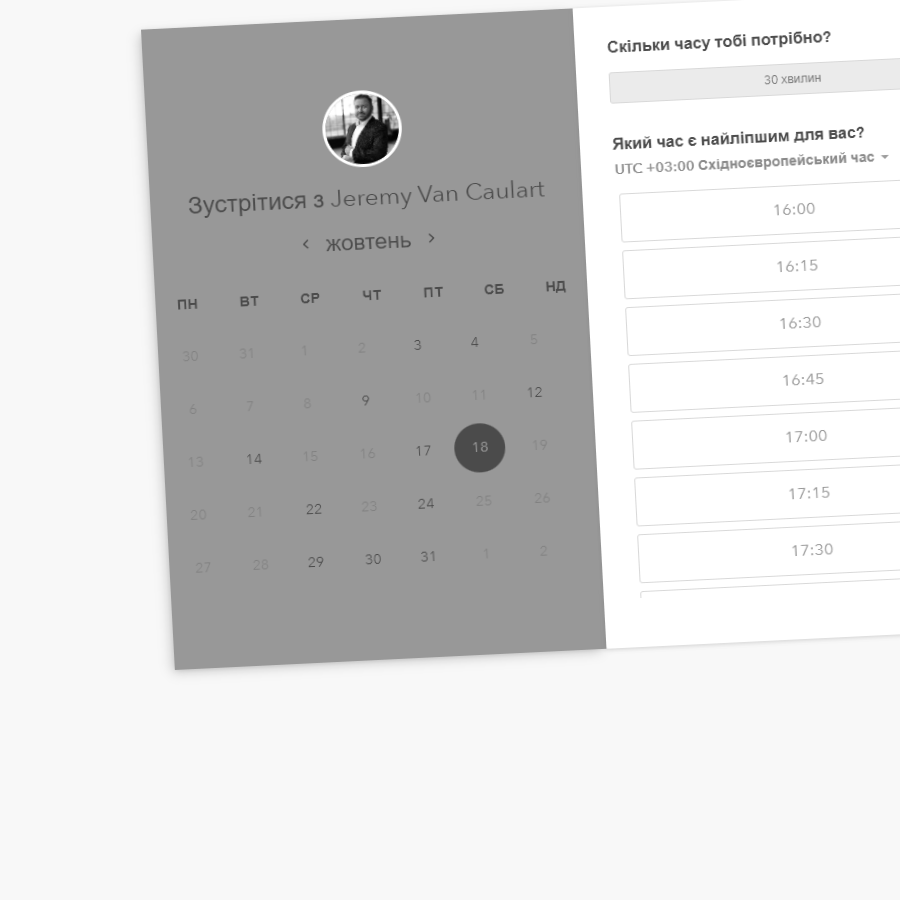 Зустрітися з Jeremy Van Caulart
‹ жовтень ›
ПН ВТ СР ЧТ ПТ СБ НД
30 31 1 2 3 4 5
6 7 8 9 10 11 12
13 14 15 16 17 18 19
20 21 22 23 24 25 26
27 28 29 30 31 1 2
Скільки часу тобі потрібно?
30 хвилин
Який час є найліпшим для вас?
UTC +03:00 Східноєвропейський час
16:00
16:15
16:30
16:45
17:00
17:15
17:30